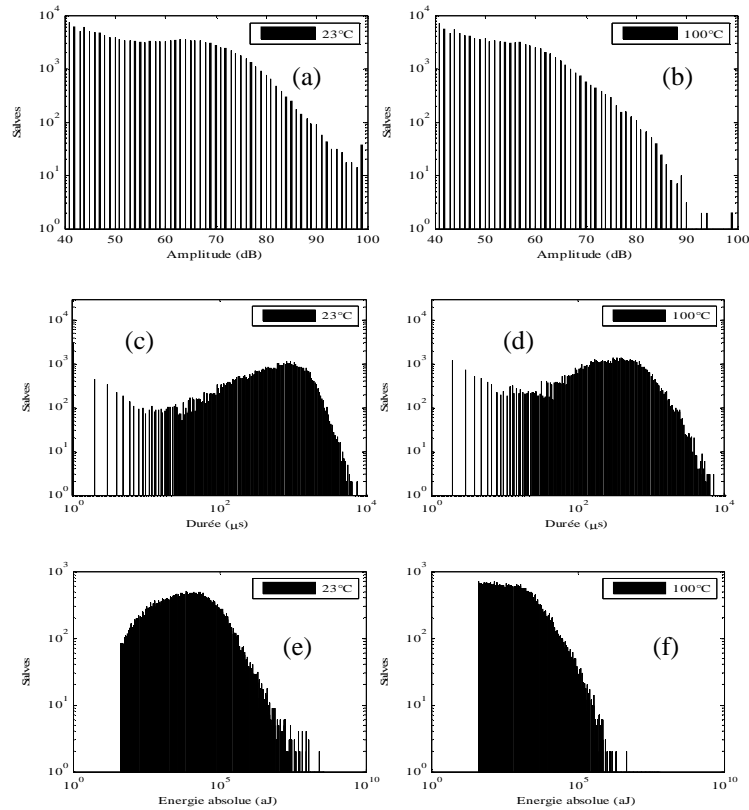 10⁴
10³
10²
10¹
10⁰
Salves
23°C
(a)
40 50 60 70 80 90 100
Amplitude (dB)
10⁴
10³
10²
10¹
10⁰
Salves
100°C
(b)
40 50 60 70 80 90 100
Amplitude (dB)
10⁴
10³
10²
10¹
10⁰
Salves
23°C
(c)
10⁰ 10² 10⁴
Durée (µs)
10⁴
10³
10²
10¹
10⁰
Salves
100°C
(d)
10⁰ 10² 10⁴
Durée (µs)
10³
10²
10¹
10⁰
Salves
23°C
(e)
10⁰ 10⁵ 10¹⁰
Energie absolue (aJ)
10³
10²
10¹
10⁰
Salves
100°C
(f)
10⁰ 10⁵ 10¹⁰
Energie absolue (aJ)